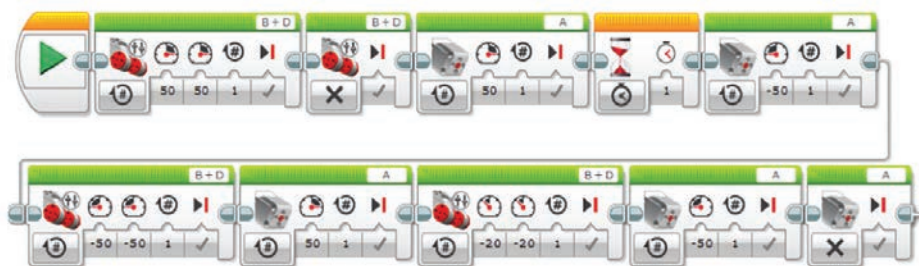 B+D B+D A A
# # # #
# 50 50 1 50 1 1 # -50 1
B+D A B+D A A
# # # #
# -50 -50 1 # 50 1 # -20 -20 1 # -50 1